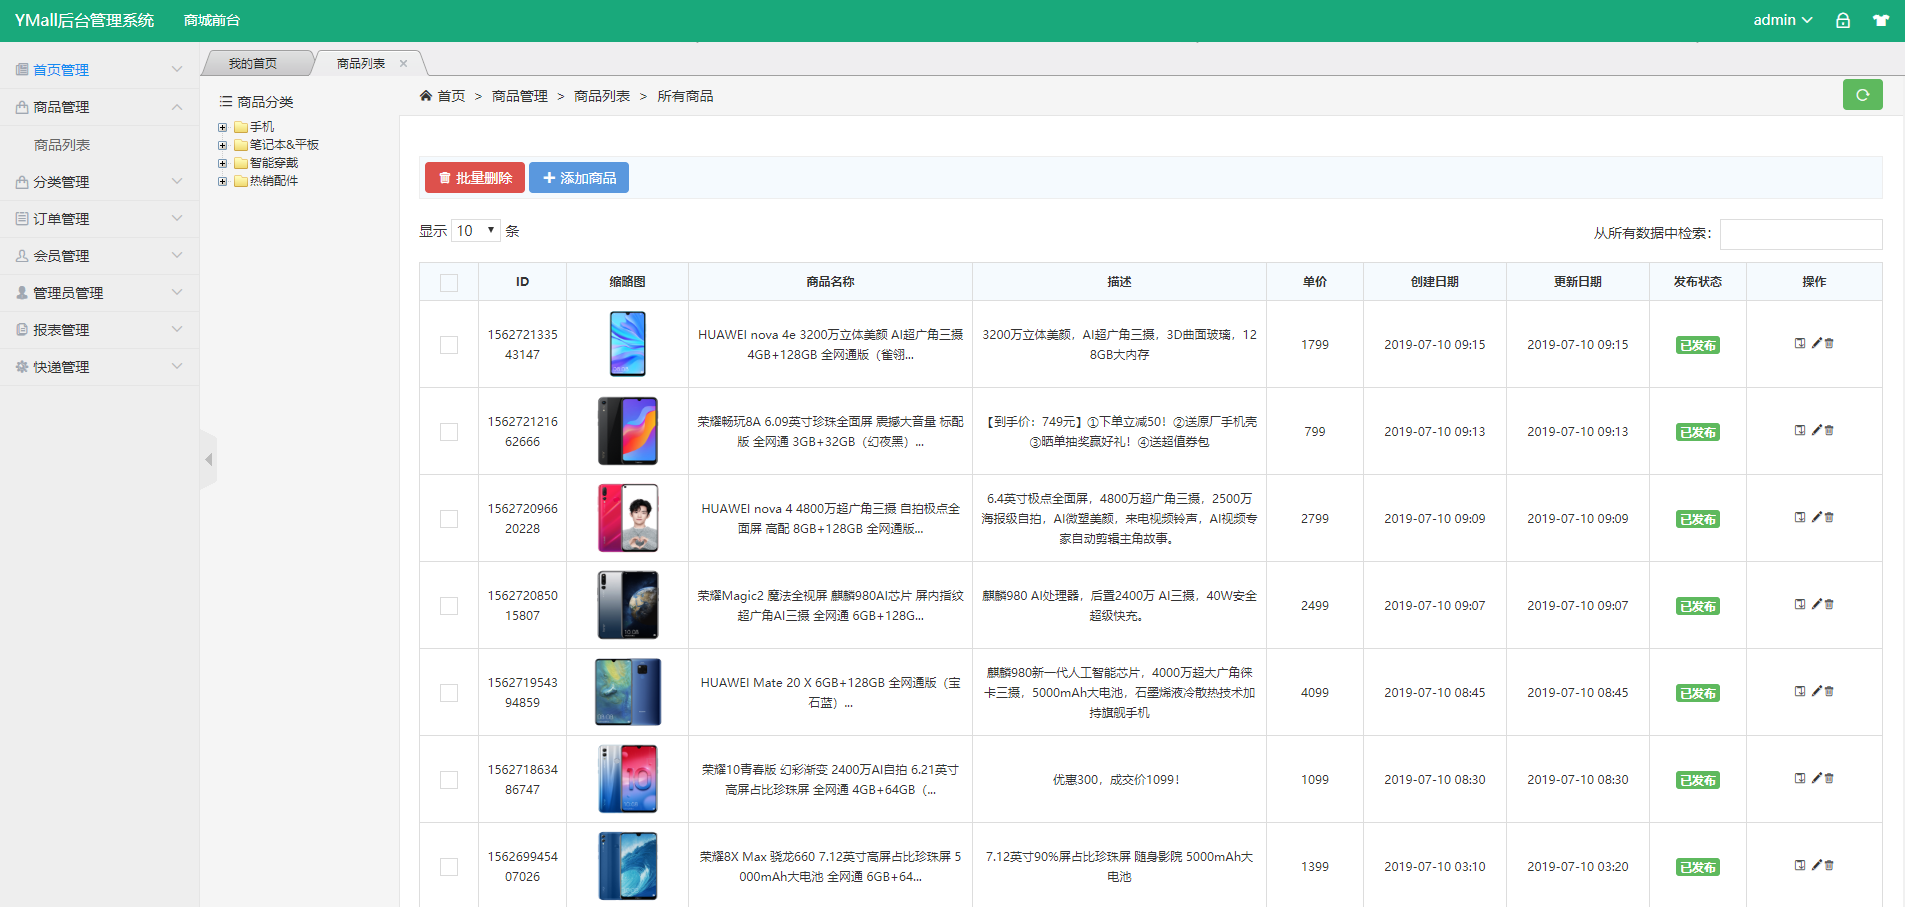 YMall后台管理系统 商城前台 admin
首页管理
商品管理
商品列表
分类管理
订单管理
会员管理
管理员管理
报表管理
快递管理
我的首页 商品列表
商品分类
手机
笔记本&平板
智能穿戴
热销配件
首页 > 商品管理 > 商品列表 > 所有商品
批量删除 添加商品
显示 10 条 从所有数据中检索：
ID 缩略图 商品名称 描述 单价 创建日期 更新日期 发布状态 操作
1562721335
43147
HUAWEI nova 4e 3200万立体美颜 AI超广角三摄
4GB+128GB 全网通版（雀翎...
3200万立体美颜，AI超广角三摄，3D曲面玻璃，12
8GB大内存
1799 2019-07-10 09:15 2019-07-10 09:15 已发布
1562721216
62666
荣耀畅玩8A 6.09英寸珍珠全面屏 震撼大音量 标配
版 全网通 3GB+32GB（幻夜黑）...
【到手价：749元】①下单立减50！②送原厂手机壳
③晒单抽奖赢好礼！④送超值券包
799 2019-07-10 09:13 2019-07-10 09:13 已发布
1562720966
20228
HUAWEI nova 4 4800万超广角三摄 自拍极点全
面屏 高配 8GB+128GB 全网通版...
6.4英寸极点全面屏，4800万超广角三摄，2500万
海报级自拍，AI微塑美颜，来电视频铃声，AI视频专
家自动剪辑主角故事。
2799 2019-07-10 09:09 2019-07-10 09:09 已发布
1562720850
15807
荣耀Magic2 魔法全视屏 麒麟980AI芯片 屏内指纹
超广角AI三摄 全网通 6GB+128G...
麒麟980 AI处理器，后置2400万 AI三摄，40W安全
超级快充。
2499 2019-07-10 09:07 2019-07-10 09:07 已发布
1562719543
94859
HUAWEI Mate 20 X 6GB+128GB 全网通版（宝
石蓝）...
麒麟980新一代人工智能芯片，4000万超大广角徕
卡三摄，5000mAh大电池，石墨烯液冷散热技术加
持旗舰手机
4099 2019-07-10 08:45 2019-07-10 08:45 已发布
1562718634
86747
荣耀10青春版 幻彩渐变 2400万AI自拍 6.21英寸
高屏占比珍珠屏 全网通 4GB+64GB（...
优惠300，成交价1099！
1099 2019-07-10 08:30 2019-07-10 08:30 已发布
1562699454
07026
荣耀8X Max 骁龙660 7.12英寸高屏占比珍珠屏 5
000mAh大电池 全网通 6GB+64...
7.12英寸90%屏占比珍珠屏 随身影院 5000mAh大
电池
1399 2019-07-10 03:10 2019-07-10 03:20 已发布